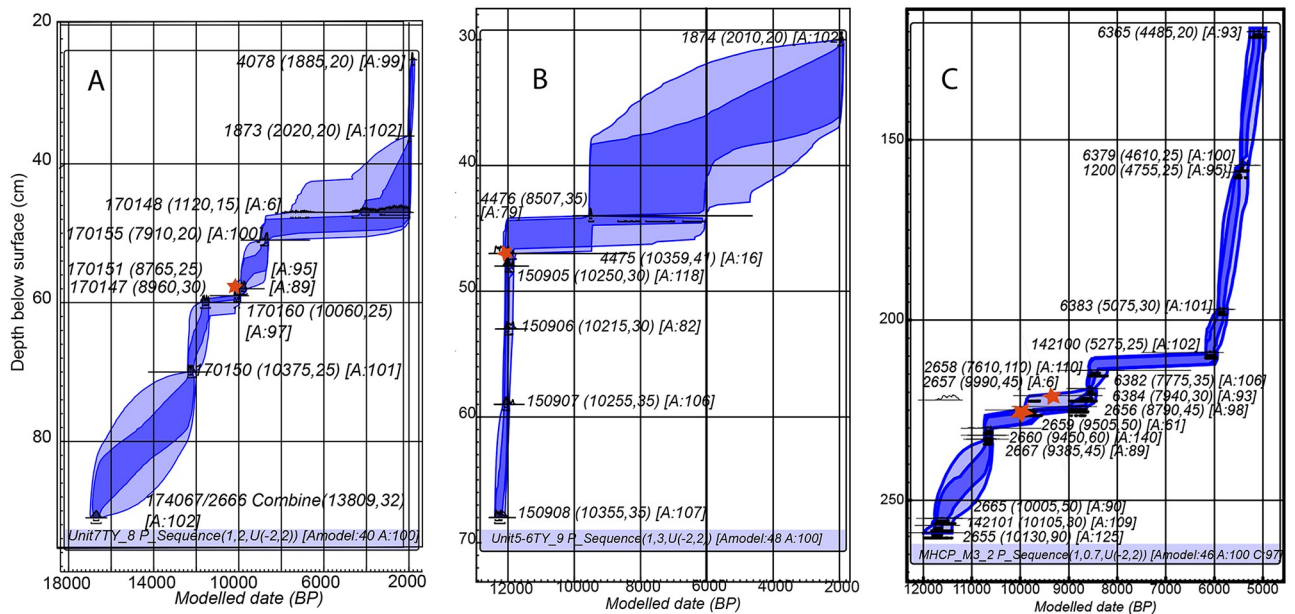 A
20
40
60
80
Depth below surface (cm)
4078 (1885,20) [A:99]
1873 (2020,20) [A:102]
170148 (1120,15) [A:6]
170155 (7910,20) [A:100]
170151 (8765,25) [A:95]
170147 (8960,30) [A:89]
170160 (10060,25)
[A:97]
170150 (10375,25) [A:101]
174067/2666 Combine(13809,32)
[A:102]
Unit7TY_8 P_Sequence(1,2,U(-2,2)) [Amodel:40 A:100]
18000 16000 14000 12000 10000 8000 6000 4000 2000
Modelled date (BP)
B
30
40
50
60
70
1874 (2010,20) [A:102]
4476 (8507,35)
[A:79]
4475 (10359,41) [A:16]
150905 (10250,30) [A:118]
150906 (10215,30) [A:82]
150907 (10255,35) [A:106]
150908 (10355,35) [A:107]
Unit5-6TY_9 P_Sequence(1,3,U(-2,2)) [Amodel:48 A:100]
12000 10000 8000 6000 4000 2000
Modelled date (BP)
C
150
200
250
6365 (4485,20) [A:93]
6379 (4610,25) [A:100]
1200 (4755,25) [A:95]
6383 (5075,30) [A:101]
142100 (5275,25) [A:102]
2658 (7610,110) [A:110]
2657 (9990,45) [A:6]
6382 (7775,35) [A:106]
6384 (7940,30) [A:93]
2656 (8790,45) [A:98]
2659 (9505,50) [A:61]
2660 (9450,60) [A:140]
2667 (9385,45) [A:89]
2665 (10005,50) [A:90]
142101 (10105,30) [A:109]
2655 (10130,90) [A:125]
MHCP_M3_2 P_Sequence(1,0.7,U(-2,2)) [Amodel:46 A:100 C:97]
12000 11000 10000 9000 8000 7000 6000 5000
Modelled date (BP)